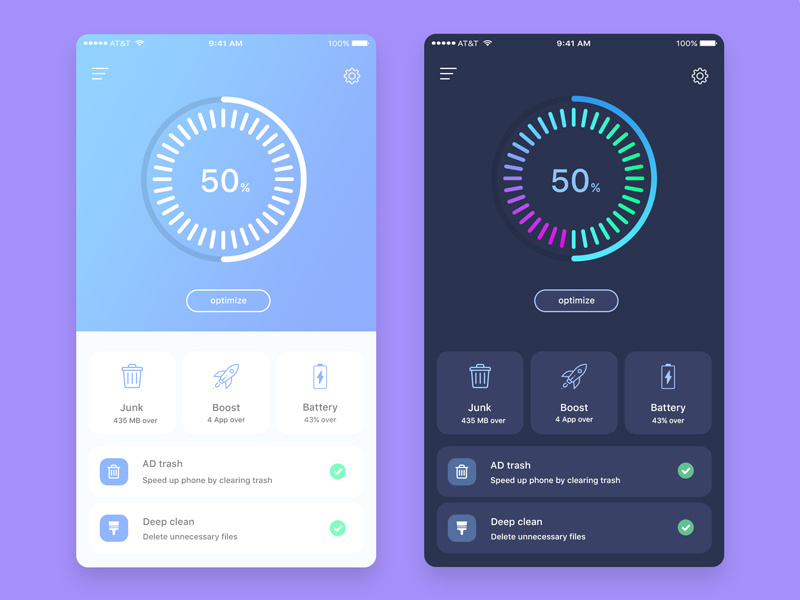 AT&T 9:41 AM 100%
50%
optimize
Junk Boost Battery
435 MB over 4 App over 43% over
AD trash
Speed up phone by clearing trash
Deep clean
Delete unnecessary files
AT&T 9:41 AM 100%
50%
optimize
Junk Boost Battery
435 MB over 4 App over 43% over
AD trash
Speed up phone by clearing trash
Deep clean
Delete unnecessary files